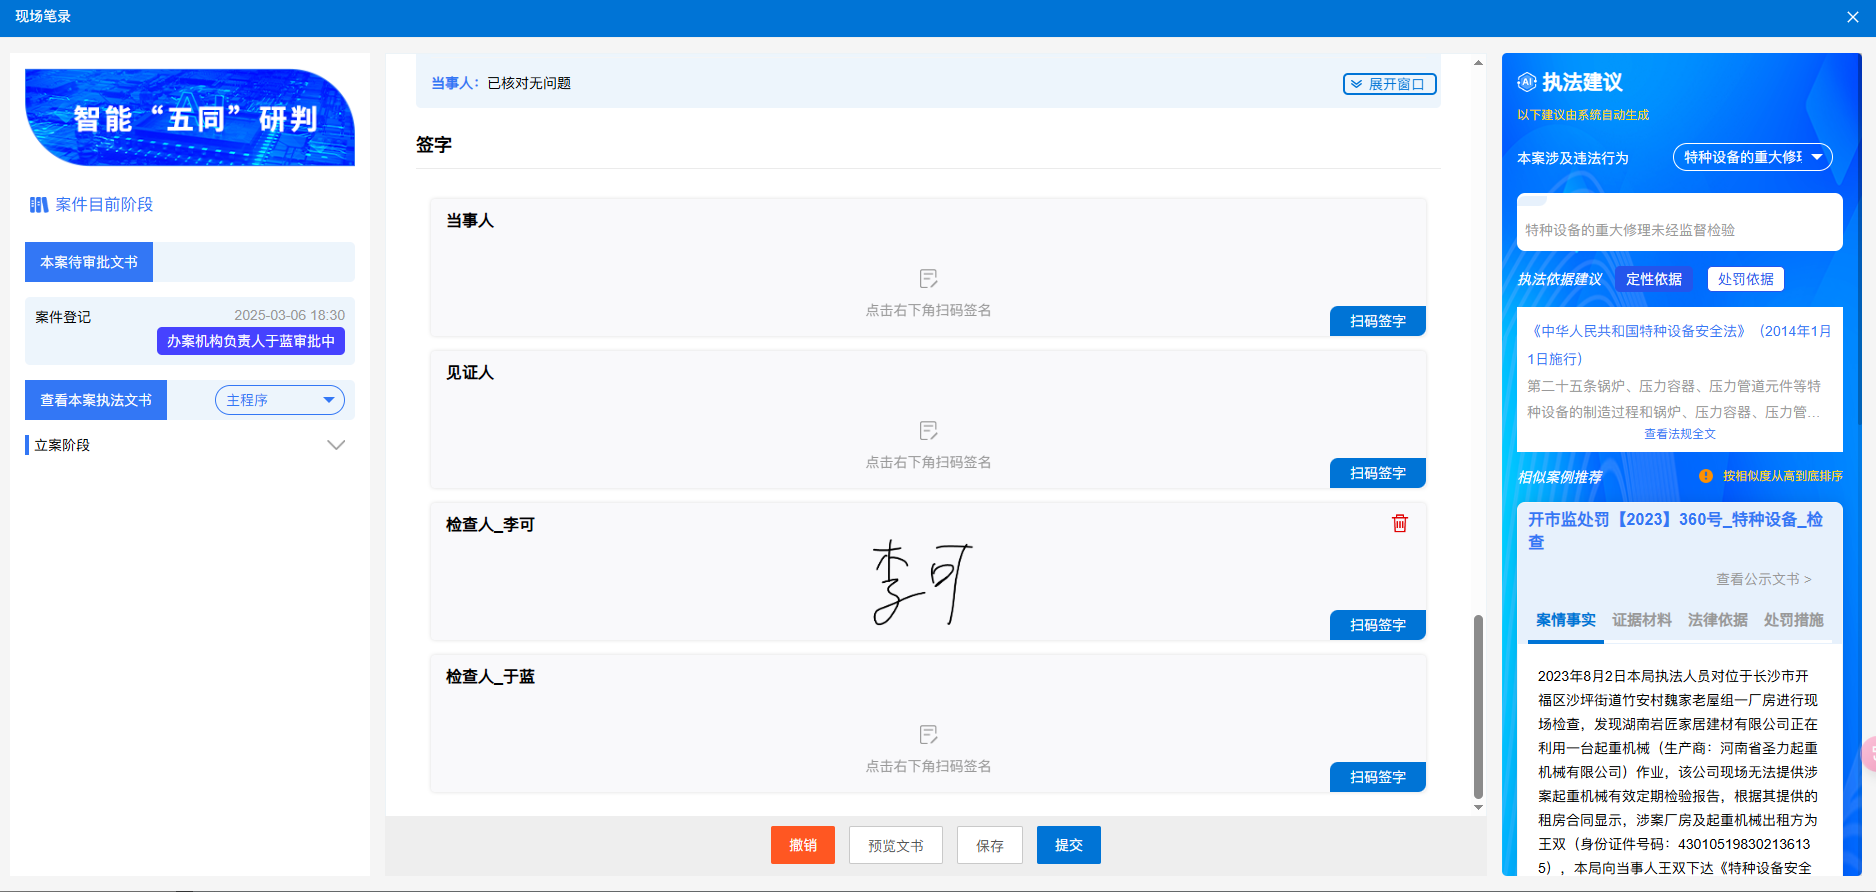 现场笔录
智能“五同”研判
案件目前阶段
本案待审批文书
案件登记
2025-03-06 18:30
办案机构负责人于蓝审批中
查看本案执法文书
主程序
立案阶段
当事人：已核对无问题
展开窗口
签字
当事人
点击右下角扫码签名
扫码签字
见证人
点击右下角扫码签名
扫码签字
检查人_李可
李可
扫码签字
检查人_于蓝
点击右下角扫码签名
扫码签字
撤销
预览文书
保存
提交
AI 执法建议
以下建议由系统自动生成
本案涉及违法行为
特种设备的重大修
特种设备的重大修理未经监督检验
执法依据建议
定性依据
处罚依据
《中华人民共和国特种设备安全法》（2014年1月
1日施行）
第二十五条锅炉、压力容器、压力管道元件等特
种设备的制造过程和锅炉、压力容器、压力管...
查看法规全文
相似案例推荐
按相似度从高到底排序
开市监处罚【2023】360号_特种设备_检
查
查看公示文书 >
案情事实
证据材料
法律依据
处罚措施
2023年8月2日本局执法人员对位于长沙市开
福区沙坪街道竹安村魏家老屋组一厂房进行现
场检查，发现湖南岩匠家居建材有限公司正在
利用一台起重机械（生产商：河南省圣力起重
机械有限公司）作业，该公司现场无法提供涉
案起重机械有效定期检验报告，根据其提供的
租房合同显示，涉案厂房及起重机械出租方为
王双（身份证件号码：43010519830213613
5），本局向当事人王双下达《特种设备安全